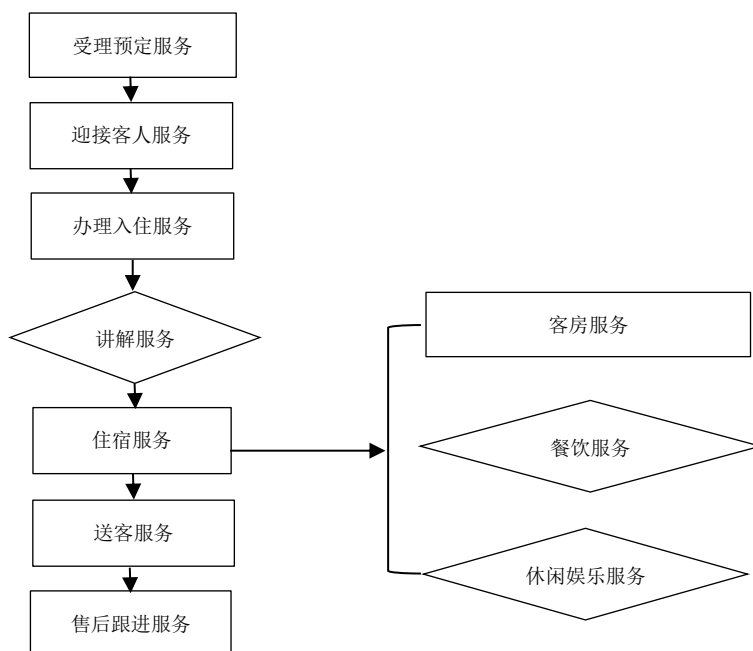 受理预定服务
迎接客人服务
办理入住服务
讲解服务
住宿服务
送客服务
售后跟进服务
客房服务
餐饮服务
休闲娱乐服务